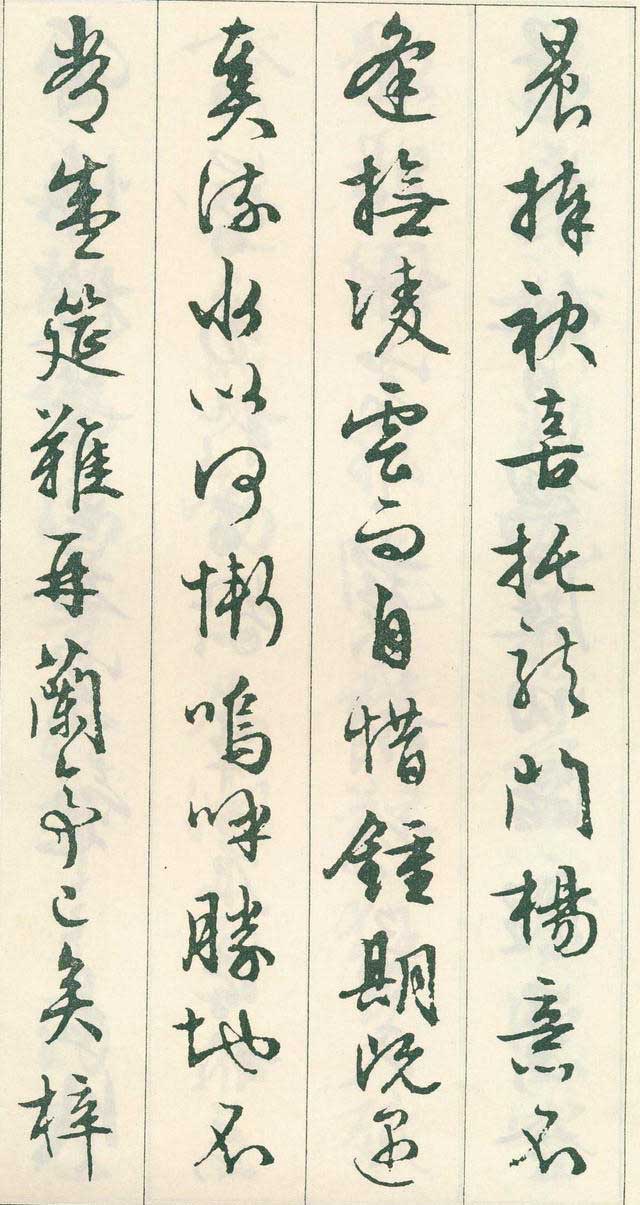 晨捧袂喜托龍門楊意不
逢撫凌雲而自惜鍾期既遇
奏流水以何慚嗚呼勝地不
常盛筵難再蘭亭已矣梓